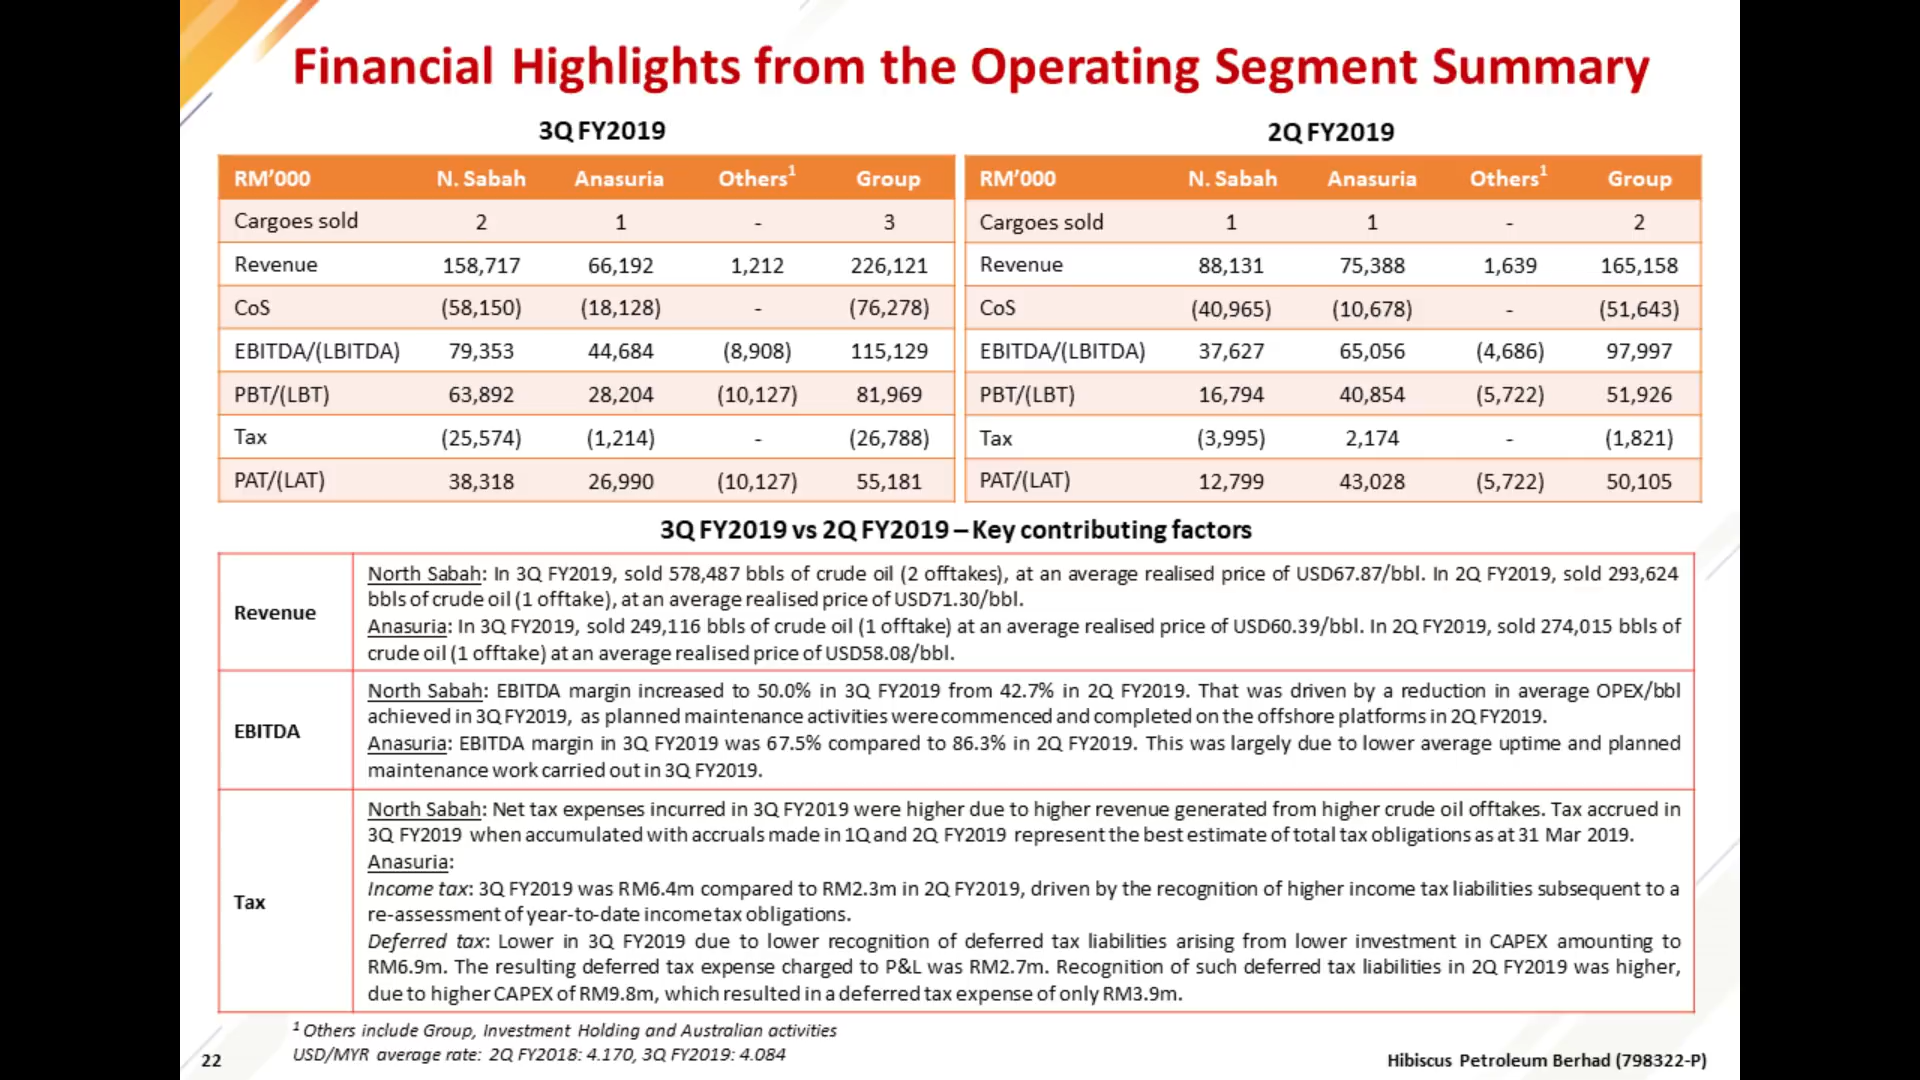 Financial Highlights from the Operating Segment Summary
3Q FY2019
RM’000 N. Sabah Anasuria Others1 Group
Cargoes sold 2 1 - 3
Revenue 158,717 66,192 1,212 226,121
CoS (58,150) (18,128) - (76,278)
EBITDA/(LBITDA) 79,353 44,684 (8,908) 115,129
PBT/(LBT) 63,892 28,204 (10,127) 81,969
Tax (25,574) (1,214) - (26,788)
PAT/(LAT) 38,318 26,990 (10,127) 55,181
2Q FY2019
RM’000 N. Sabah Anasuria Others1 Group
Cargoes sold 1 1 - 2
Revenue 88,131 75,388 1,639 165,158
CoS (40,965) (10,678) - (51,643)
EBITDA/(LBITDA) 37,627 65,056 (4,686) 97,997
PBT/(LBT) 16,794 40,854 (5,722) 51,926
Tax (3,995) 2,174 - (1,821)
PAT/(LAT) 12,799 43,028 (5,722) 50,105
3Q FY2019 vs 2Q FY2019 – Key contributing factors
Revenue
North Sabah: In 3Q FY2019, sold 578,487 bbls of crude oil (2 offtakes), at an average realised price of USD67.87/bbl. In 2Q FY2019, sold 293,624
bbls of crude oil (1 offtake), at an average realised price of USD71.30/bbl.
Anasuria: In 3Q FY2019, sold 249,116 bbls of crude oil (1 offtake) at an average realised price of USD60.39/bbl. In 2Q FY2019, sold 274,015 bbls of
crude oil (1 offtake) at an average realised price of USD58.08/bbl.
EBITDA
North Sabah: EBITDA margin increased to 50.0% in 3Q FY2019 from 42.7% in 2Q FY2019. That was driven by a reduction in average OPEX/bbl
achieved in 3Q FY2019, as planned maintenance activities were commenced and completed on the offshore platforms in 2Q FY2019.
Anasuria: EBITDA margin in 3Q FY2019 was 67.5% compared to 86.3% in 2Q FY2019. This was largely due to lower average uptime and planned
maintenance work carried out in 3Q FY2019.
Tax
North Sabah: Net tax expenses incurred in 3Q FY2019 were higher due to higher revenue generated from higher crude oil offtakes. Tax accrued in
3Q FY2019 when accumulated with accruals made in 1Q and 2Q FY2019 represent the best estimate of total tax obligations as at 31 Mar 2019.
Anasuria:
Income tax: 3Q FY2019 was RM6.4m compared to RM2.3m in 2Q FY2019, driven by the recognition of higher income tax liabilities subsequent to a
re-assessment of year-to-date income tax obligations.
Deferred tax: Lower in 3Q FY2019 due to lower recognition of deferred tax liabilities arising from lower investment in CAPEX amounting to
RM6.9m. The resulting deferred tax expense charged to P&L was RM2.7m. Recognition of such deferred tax liabilities in 2Q FY2019 was higher,
due to higher CAPEX of RM9.8m, which resulted in a deferred tax expense of only RM3.9m.
1 Others include Group, Investment Holding and Australian activities
USD/MYR average rate: 2Q FY2018: 4.170, 3Q FY2019: 4.084
22
Hibiscus Petroleum Berhad (798322-P)